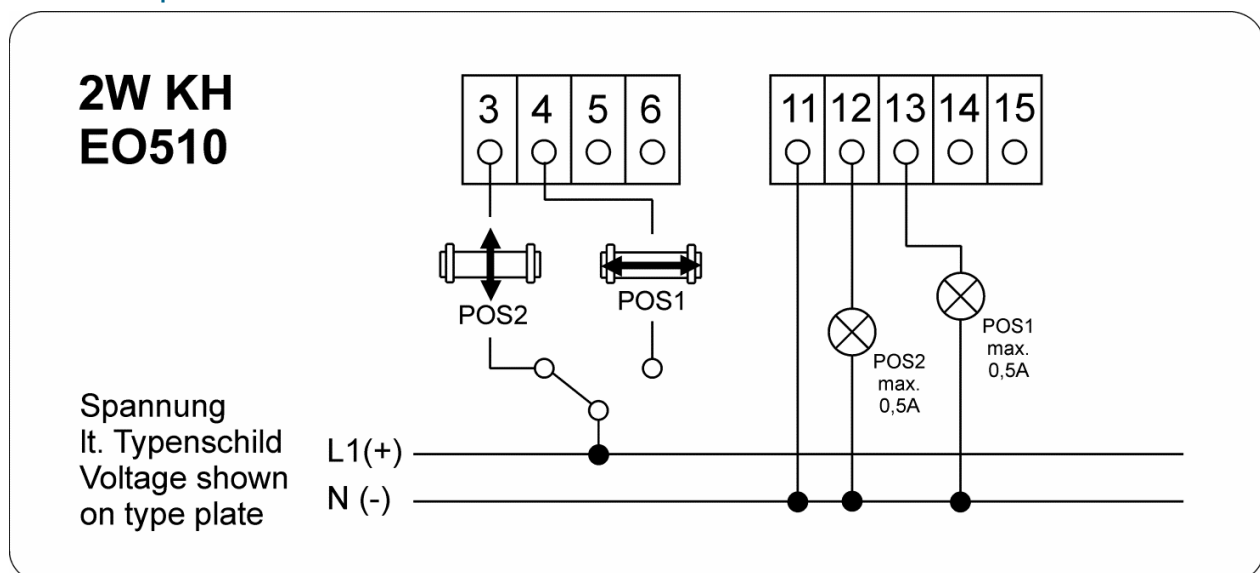 2W KH
EO510
3 4 5 6
11 12 13 14 15
POS2
POS1
POS1
max.
0,5A
POS2
max.
0,5A
Spannung
lt. Typenschild
Voltage shown
on type plate
L1(+)
N (-)